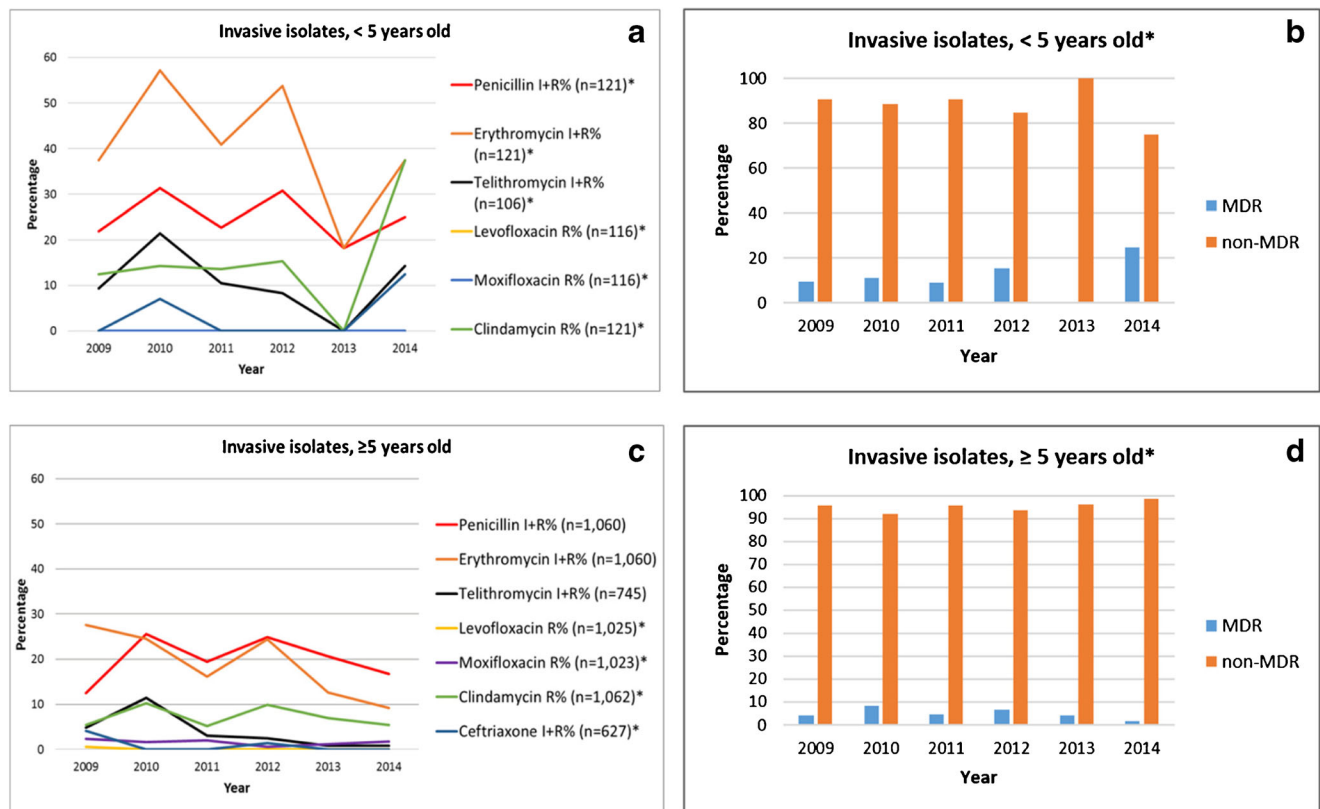 Invasive isolates, < 5 years old
a
60
50
40
30
20
10
0
Percentage
2009 2010 2011 2012 2013 2014
Year
Penicillin I+R% (n=121)*
Erythromycin I+R%
(n=121)*
Telithromycin I+R%
(n=106)*
Levofloxacin R% (n=116)*
Moxifloxacin R% (n=116)*
Clindamycin R% (n=121)*
Invasive isolates, < 5 years old*
b
100
80
60
40
20
0
Percentage
2009 2010 2011 2012 2013 2014
Year
MDR
non-MDR
Invasive isolates, ≥5 years old
c
60
50
40
30
20
10
0
Percentage
2009 2010 2011 2012 2013 2014
Year
Penicillin I+R% (n=1,060)
Erythromycin I+R% (n=1,060)
Telithromycin I+R% (n=745)
Levofloxacin R% (n=1,025)*
Moxifloxacin R% (n=1,023)*
Clindamycin R% (n=1,062)*
Ceftriaxone I+R% (n=627)*
Invasive isolates, ≥ 5 years old*
d
100
90
80
70
60
50
40
30
20
10
0
Percentage
2009 2010 2011 2012 2013 2014
Year
MDR
non-MDR